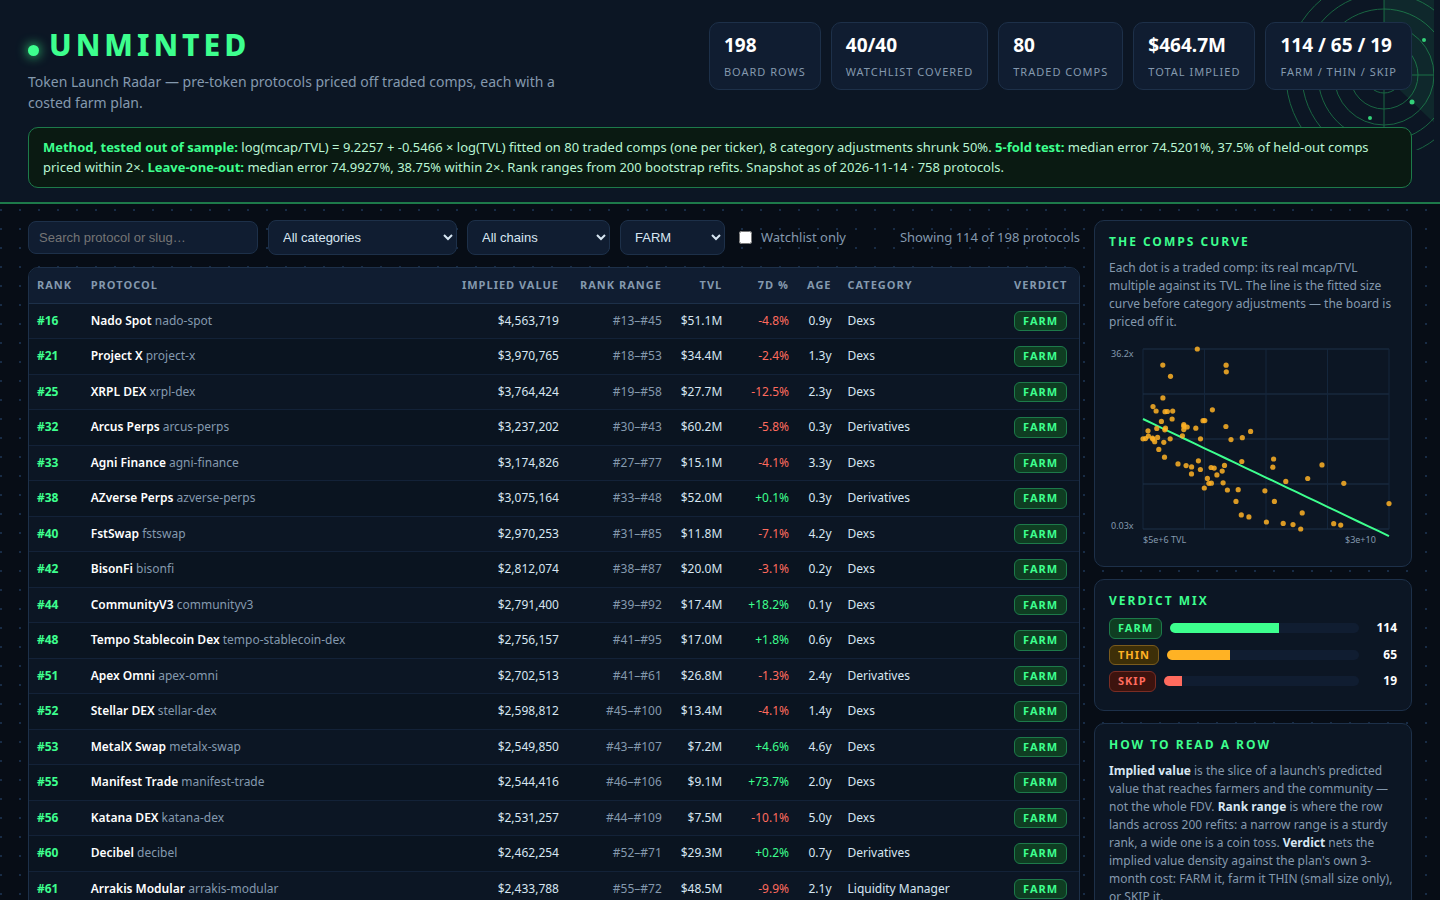 UNMINTED
Token Launch Radar — pre-token protocols priced off traded comps, each with a
costed farm plan.
198
BOARD ROWS
40/40
WATCHLIST COVERED
80
TRADED COMPS
$464.7M
TOTAL IMPLIED
114 / 65 / 19
FARM / THIN / SKIP
Method, tested out of sample: log(mcap/TVL) = 9.2257 + -0.5466 × log(TVL) fitted on 80 traded comps (one per ticker), 8 category adjustments shrunk 50%. 5-fold test: median error 74.5201%, 37.5% of held-out comps
priced within 2×. Leave-one-out: median error 74.9927%, 38.75% within 2×. Rank ranges from 200 bootstrap refits. Snapshot as of 2026-11-14 · 758 protocols.
Search protocol or slug…
All categories
All chains
FARM
Watchlist only
Showing 114 of 198 protocols
RANK PROTOCOL IMPLIED VALUE RANK RANGE TVL 7D % AGE CATEGORY VERDICT
#16 Nado Spot nado-spot $4,563,719 #13–#45 $51.1M -4.8% 0.9y Dexs FARM
#21 Project X project-x $3,970,765 #18–#53 $34.4M -2.4% 1.3y Dexs FARM
#25 XRPL DEX xrpl-dex $3,764,424 #19–#58 $27.7M -12.5% 2.3y Dexs FARM
#32 Arcus Perps arcus-perps $3,237,202 #30–#43 $60.2M -5.8% 0.3y Derivatives FARM
#33 Agni Finance agni-finance $3,174,826 #27–#77 $15.1M -4.1% 3.3y Dexs FARM
#38 AZverse Perps azverse-perps $3,075,164 #33–#48 $52.0M +0.1% 0.3y Derivatives FARM
#40 FstSwap fstswap $2,970,253 #31–#85 $11.8M -7.1% 4.2y Dexs FARM
#42 BisonFi bisonfi $2,812,074 #38–#87 $20.0M -3.1% 0.2y Dexs FARM
#44 CommunityV3 communityv3 $2,791,400 #39–#92 $17.4M +18.2% 0.1y Dexs FARM
#48 Tempo Stablecoin Dex tempo-stablecoin-dex $2,756,157 #41–#95 $17.0M +1.8% 0.6y Dexs FARM
#51 Apex Omni apex-omni $2,702,513 #41–#61 $26.8M -1.3% 2.4y Derivatives FARM
#52 Stellar DEX stellar-dex $2,598,812 #45–#100 $13.4M -4.1% 1.4y Dexs FARM
#53 MetalX Swap metalx-swap $2,549,850 #43–#107 $7.2M +4.6% 4.6y Dexs FARM
#55 Manifest Trade manifest-trade $2,544,416 #46–#106 $9.1M +73.7% 2.0y Dexs FARM
#56 Katana DEX katana-dex $2,531,257 #44–#109 $7.5M -10.1% 5.0y Dexs FARM
#60 Decibel decibel $2,462,254 #52–#71 $29.3M +0.2% 0.7y Derivatives FARM
#61 Arrakis Modular arrakis-modular $2,433,788 #55–#72 $48.5M -9.9% 2.1y Liquidity Manager FARM
THE COMPS CURVE
Each dot is a traded comp: its real mcap/TVL
multiple against its TVL. The line is the fitted size
curve before category adjustments — the board is
priced off it.
36.2x
0.03x
$5e+6 TVL
$3e+10
VERDICT MIX
FARM 114
THIN 65
SKIP 19
HOW TO READ A ROW
Implied value is the slice of a launch's predicted
value that reaches farmers and the community —
not the whole FDV. Rank range is where the row
lands across 200 refits: a narrow range is a sturdy
rank, a wide one is a coin toss. Verdict nets the
implied value density against the plan's own 3-
month cost: FARM it, farm it THIN (small size only),
or SKIP it.